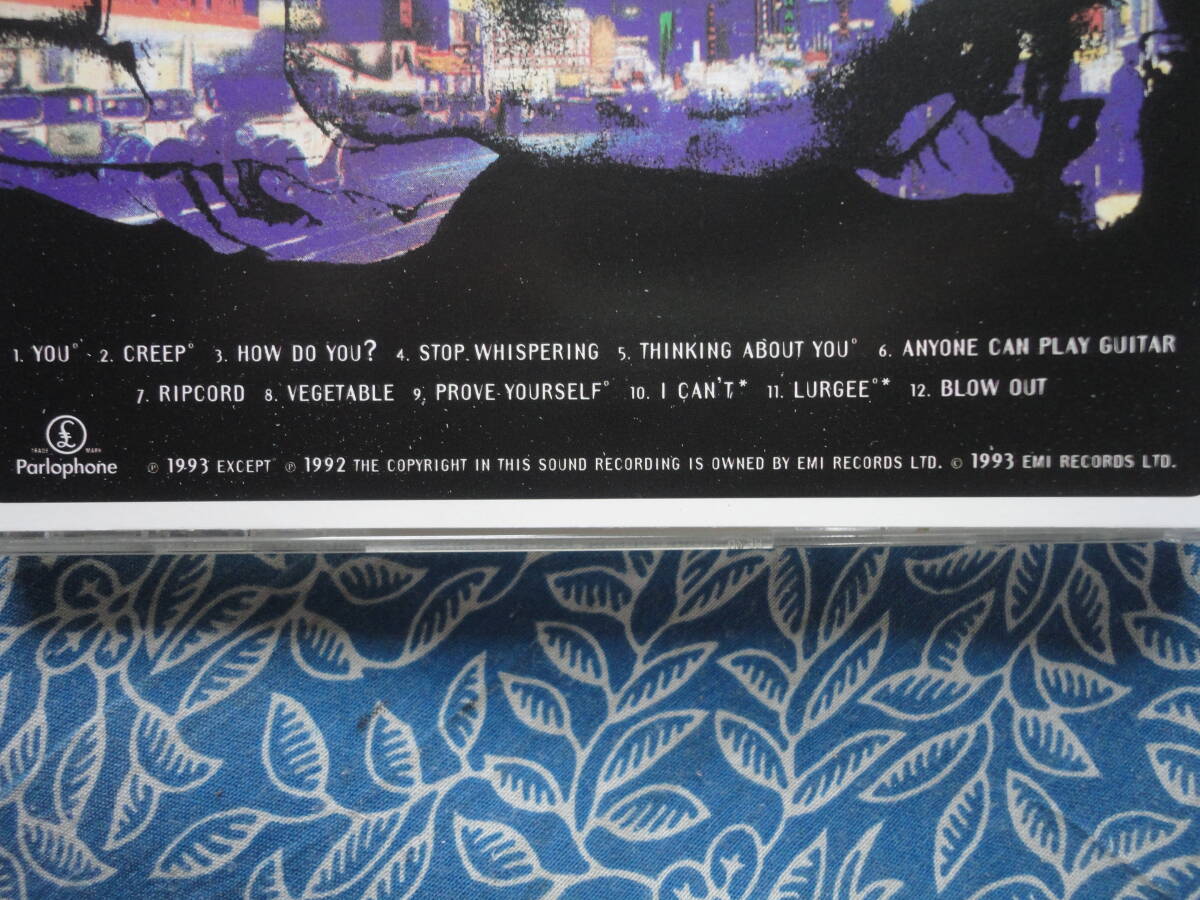 1. YOU° 2. CREEP° 3. HOW DO YOU? 4. STOP WHISPERING 5. THINKING ABOUT YOU° 6. ANYONE CAN PLAY GUITAR
7. RIPCORD 8. VEGETABLE 9. PROVE YOURSELF° 10. I CAN'T* 11. LURGEE°* 12. BLOW OUT
£
TRADE MARK
Parlophone
℗ 1993 EXCEPT ° ℗ 1992 THE COPYRIGHT IN THIS SOUND RECORDING IS OWNED BY EMI RECORDS LTD. © 1993 EMI RECORDS LTD.